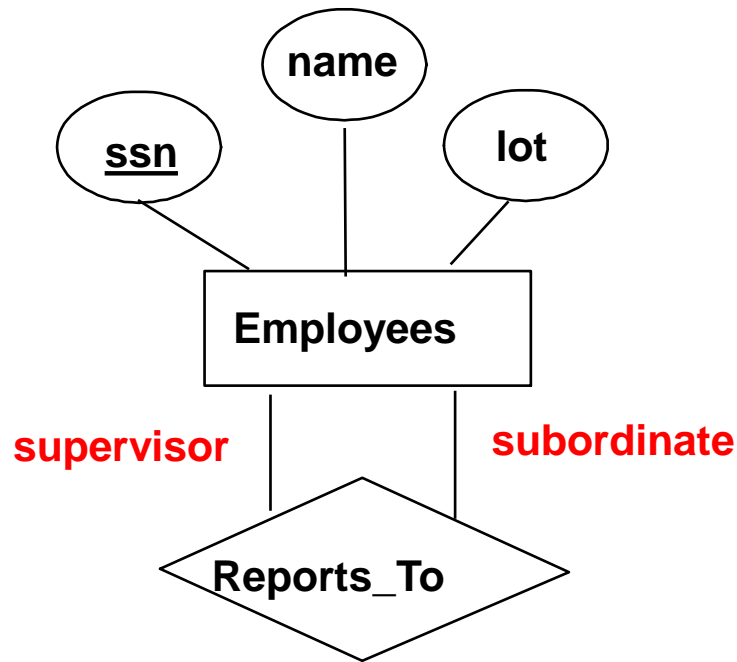 name
ssn
lot
Employees
supervisor
subordinate
Reports_To